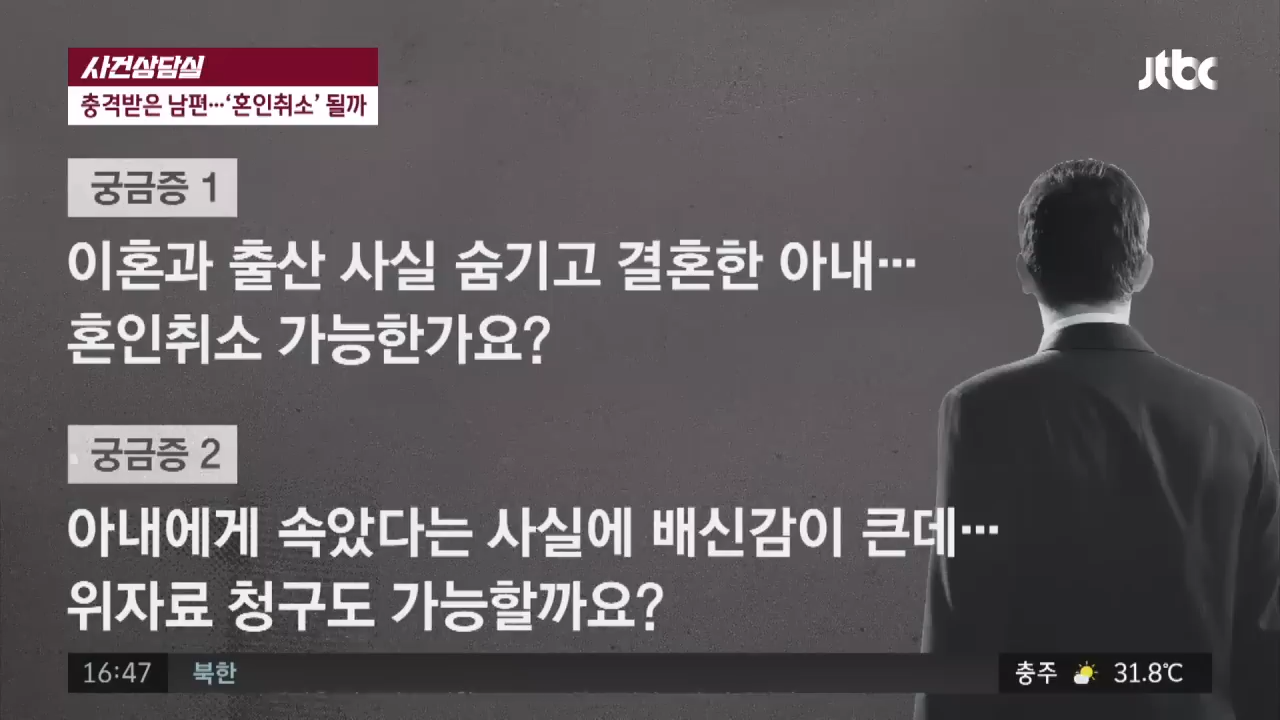 사건상담실
jtbc
충격받은 남편…‘혼인취소’ 될까
궁금증 1
이혼과 출산 사실 숨기고 결혼한 아내…
혼인취소 가능한가요?
궁금증 2
아내에게 속았다는 사실에 배신감이 큰데…
위자료 청구도 가능할까요?
16:47 북한 충주 31.8℃